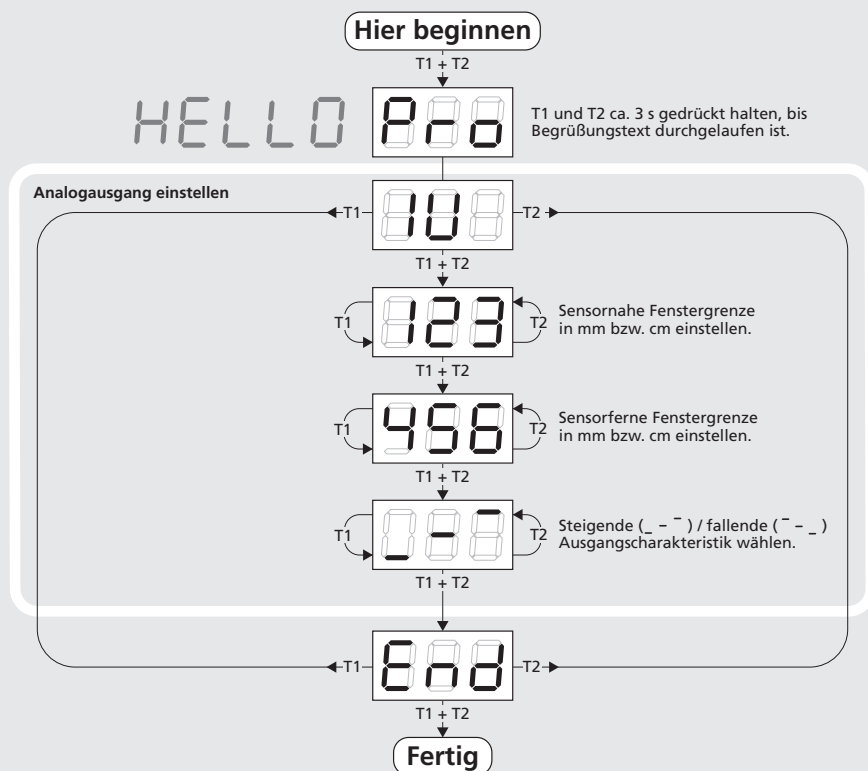 Hier beginnen
T1 + T2
HELLO Pro
T1 und T2 ca. 3 s gedrückt halten, bis
Begrüßungstext durchgelaufen ist.
Analogausgang einstellen
T1 1U T2
T1 + T2
T1 123 T2
Sensornahe Fenstergrenze
in mm bzw. cm einstellen.
T1 + T2
T1 456 T2
Sensorferne Fenstergrenze
in mm bzw. cm einstellen.
T1 + T2
T1 _ - ¯ T2
Steigende (_ - ¯) / fallende (¯ - _)
Ausgangscharakteristik wählen.
T1 + T2
T1 End T2
T1 + T2
Fertig